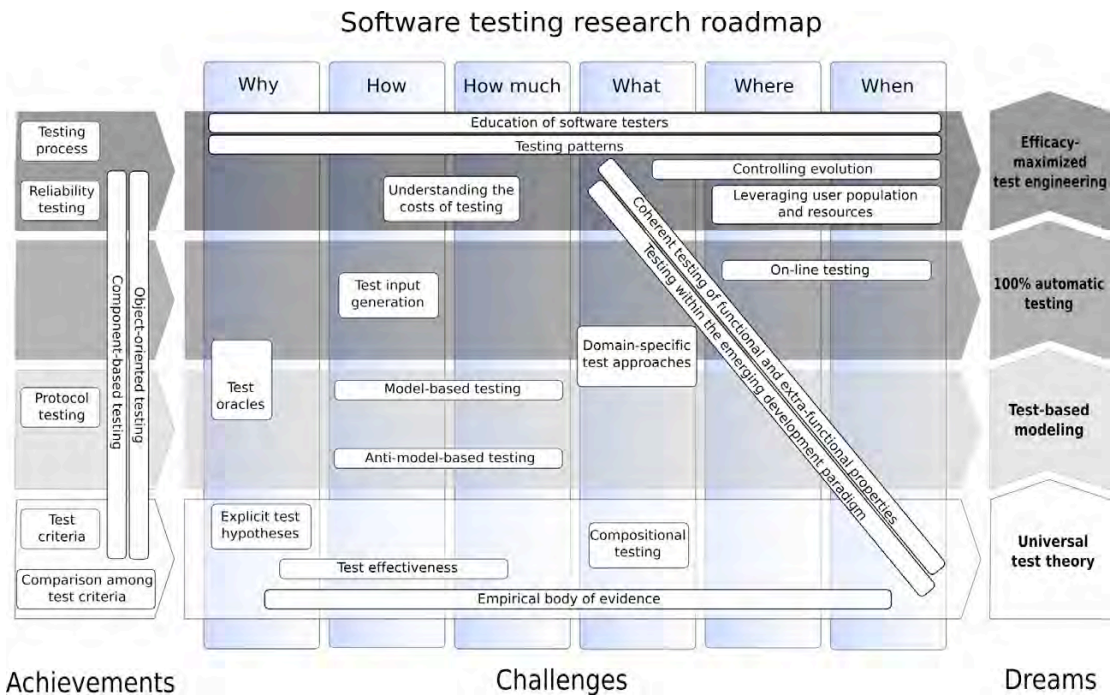 Software testing research roadmap
Why
How
How much
What
Where
When
Testing
process
Reliability
testing
Component-based testing
Object-oriented testing
Protocol
testing
Test
criteria
Comparison among
test criteria
Education of software testers
Testing patterns
Controlling evolution
Understanding the
costs of testing
Leveraging user population
and resources
Coherent testing of functional and extra-functional properties
Testing within the emerging development paradigm
On-line testing
Test input
generation
Domain-specific
test approaches
Test
oracles
Model-based testing
Anti-model-based testing
Explicit test
hypotheses
Compositional
testing
Test effectiveness
Empirical body of evidence
Efficacy-
maximized
test engineering
100% automatic
testing
Test-based
modeling
Universal
test theory
Achievements
Challenges
Dreams